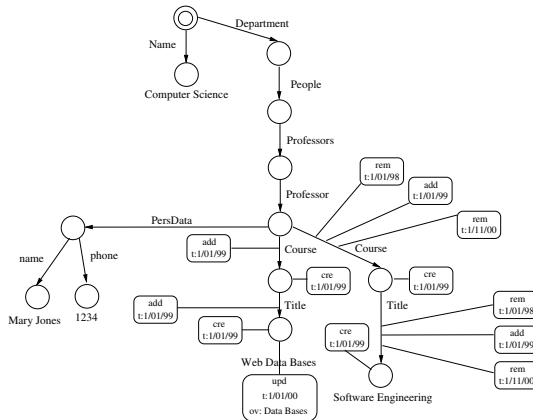 Department
Name
Computer Science
People
Professors
rem
t:1/01/98
add
t:1/01/99
Professor
rem
t:1/11/00
PersData
add
t:1/01/99
Course
Course
name
phone
cre
t:1/01/99
cre
t:1/01/99
Mary Jones
1234
add
t:1/01/99
Title
Title
rem
t:1/01/98
cre
t:1/01/99
cre
t:1/01/99
add
t:1/01/99
Web Data Bases
rem
t:1/11/00
upd
t:1/01/00
ov: Data Bases
Software Engineering